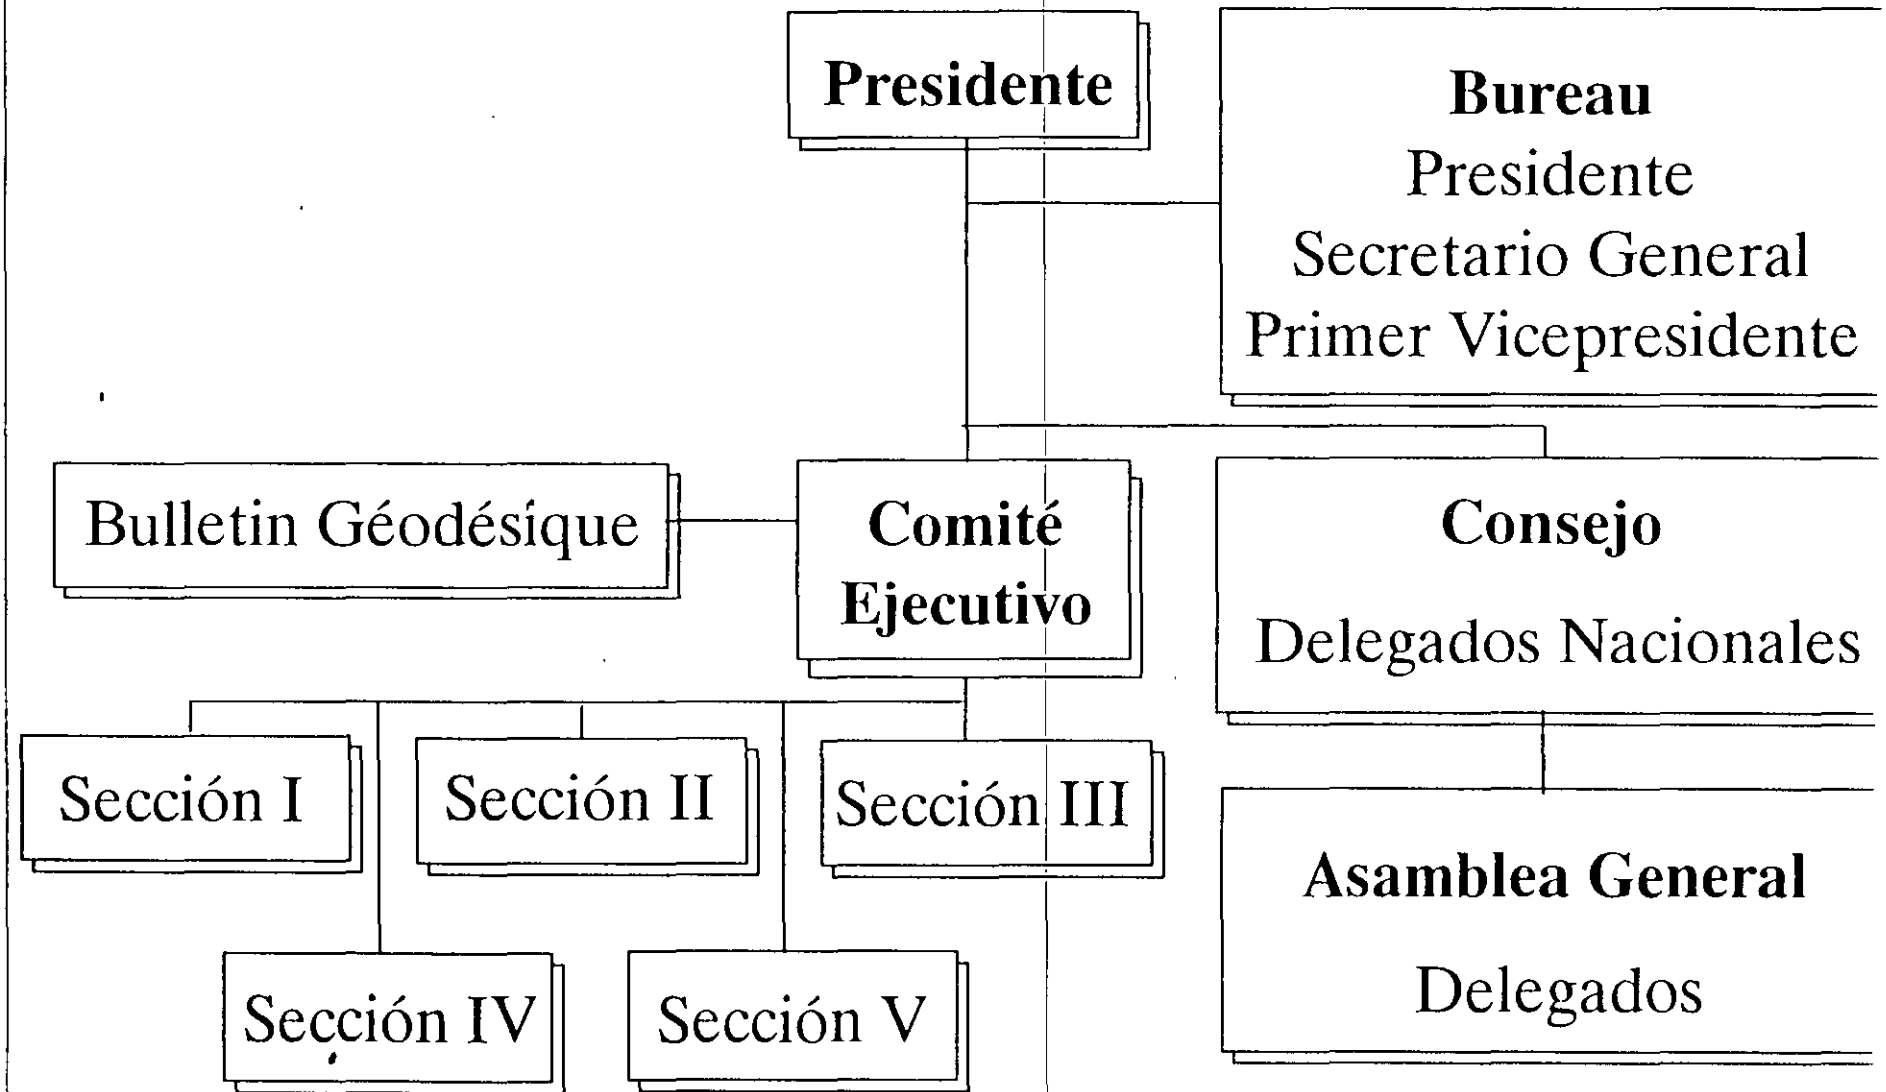 Presidente
Bureau
Presidente
Secretario General
Primer Vicepresidente
Bulletin Géodésique
Comité
Ejecutivo
Consejo
Delegados Nacionales
Sección I
Sección II
Sección III
Asamblea General
Delegados
Sección IV
Sección V